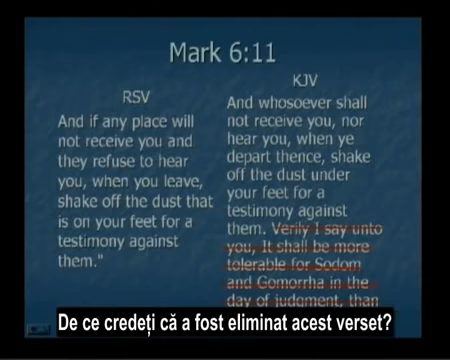 Mark 6:11
RSV
And if any place will
not receive you and
they refuse to hear
you, when you leave,
shake off the dust that
is on your feet for a
testimony against
them."
KJV
And whosoever shall
not receive you, nor
hear you, when ye
depart thence, shake
off the dust under
your feet for a
testimony against
them. Verily I say unto
you, It shall be more
tolerable for Sodom
and Gomorrha in the
day of judgment, than
De ce credeți că a fost eliminat acest verset?